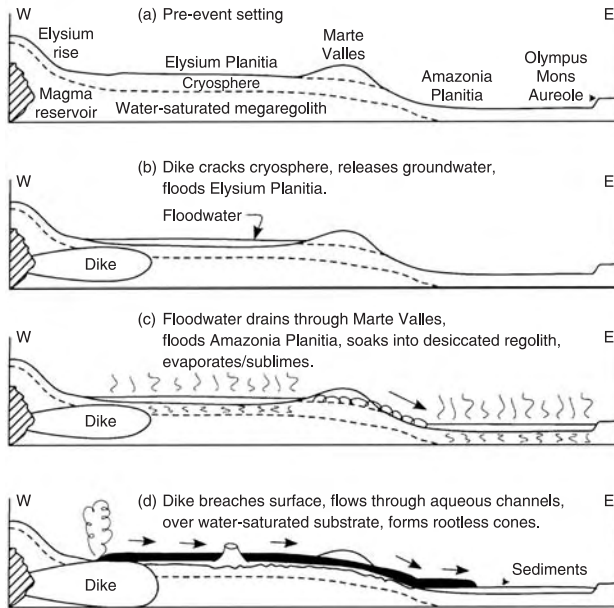 W
(a) Pre-event setting
E
Elysium
rise
Elysium Planitia
Marte
Valles
Cryosphere
Amazonia
Planitia
Olympus
Mons
Aureole
Magma
reservoir
Water-saturated megaregolith
W
(b) Dike cracks cryosphere, releases groundwater,
floods Elysium Planitia.
E
Floodwater
Dike
W
(c) Floodwater drains through Marte Valles,
floods Amazonia Planitia, soaks into desiccated regolith,
evaporates/sublimes.
E
Dike
W
(d) Dike breaches surface, flows through aqueous channels,
over water-saturated substrate, forms rootless cones.
E
Sediments
Dike